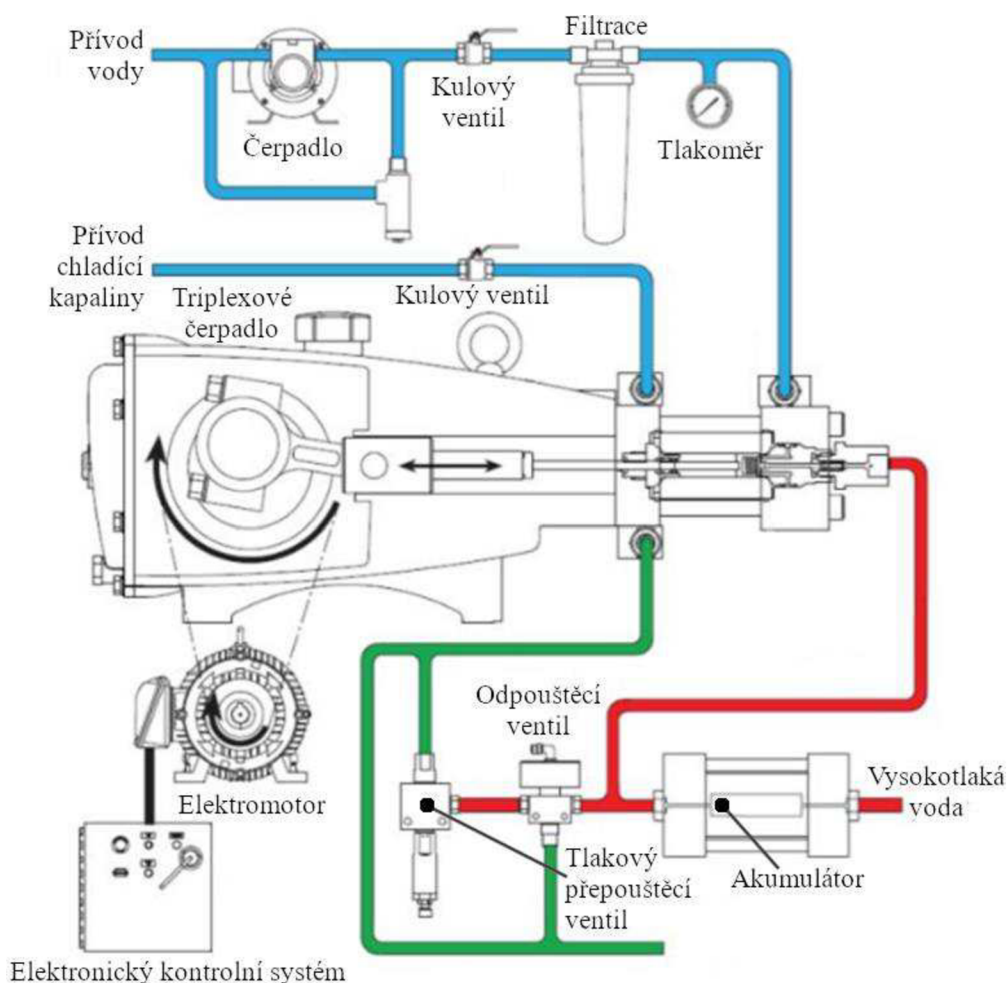 Přívod
vody
Čerpadlo
Kulový
ventil
Filtrace
Tlakoměr
Přívod
chladící
kapaliny
Triplexové
čerpadlo
Kulový ventil
Elektromotor
Odpouštěcí
ventil
Vysokotlaká
voda
Tlakový
přepouštěcí
ventil
Akumulátor
Elektronický kontrolní systém